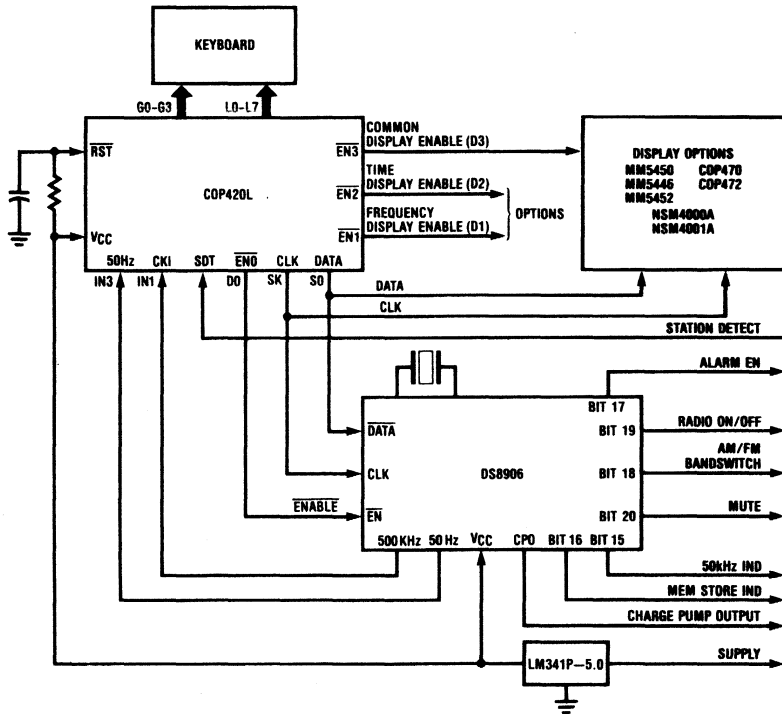 KEYBOARD
G0-G3
L0-L7
RST
VCC
COP420L
EN3
EN2
EN1
COMMON
DISPLAY ENABLE (D3)
TIME
DISPLAY ENABLE (D2)
FREQUENCY
DISPLAY ENABLE (D1)
OPTIONS
DISPLAY OPTIONS
MM5450 COP470
MM5446 COP472
MM5452
NSM4000A
NSM4001A
50Hz CKI SDT EN0 CLK DATA
IN3 IN1 DO SK SO
DATA
CLK
STATION DETECT
ALARM EN
BIT 17
DATA
BIT 19
RADIO ON/OFF
AM/FM
BANDSWITCH
CLK
DS8906
BIT 18
ENABLE
EN
BIT 20
MUTE
500KHz 50Hz VCC CPO BIT 16 BIT 15
50kHz IND
MEM STORE IND
CHARGE PUMP OUTPUT
LM341P-5.0
SUPPLY